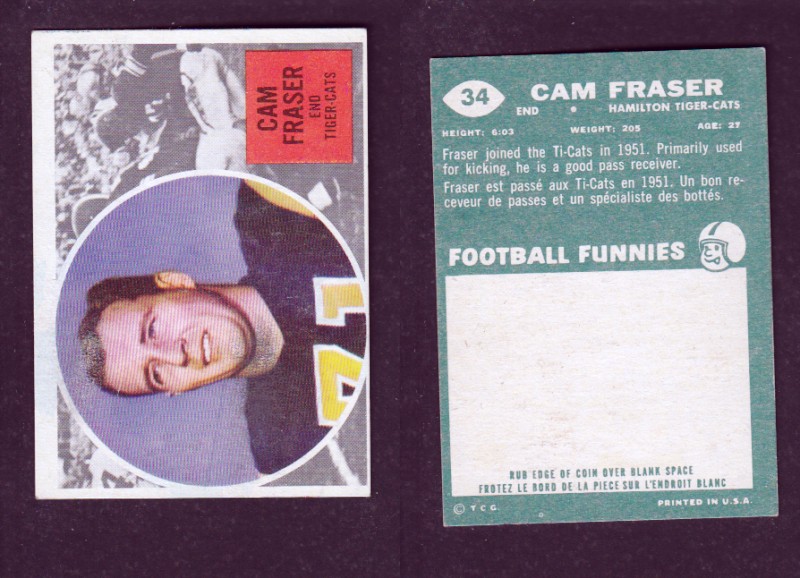 CAM
FRASER
END
TIGER-CATS
34
CAM FRASER
END • HAMILTON TIGER-CATS
HEIGHT: 6:03 WEIGHT: 205 AGE: 27
Fraser joined the Ti-Cats in 1951. Primarily used
for kicking, he is a good pass receiver.
Fraser est passé aux Ti-Cats en 1951. Un bon re-
ceveur de passes et un spécialiste des bottés.
FOOTBALL FUNNIES
RUB EDGE OF COIN OVER BLANK SPACE
FROTEZ LE BORD DE LA PIECE SUR L'ENDROIT BLANC
© T.C.G. PRINTED IN U.S.A.